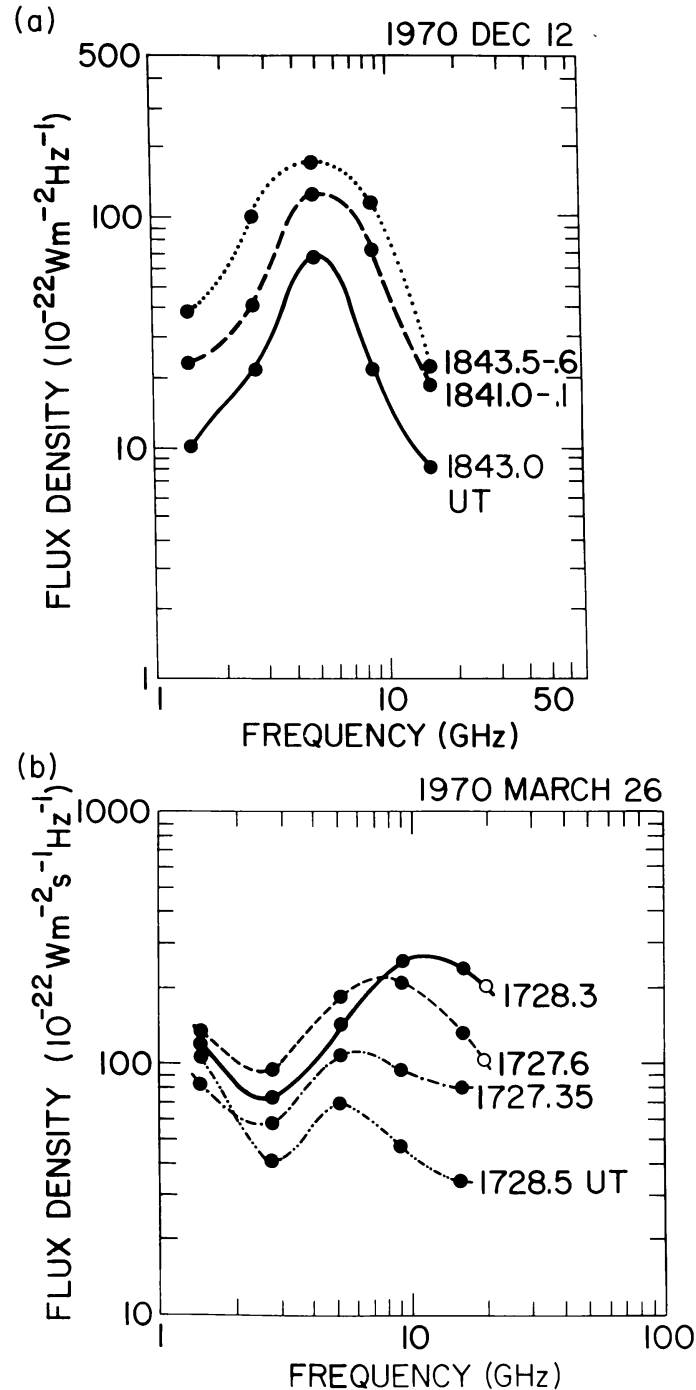 (a)
1970 DEC 12
500
100
10
1
FLUX DENSITY (10⁻²²Wm⁻²Hz⁻¹)
1843.5-.6
1841.0-.1
1843.0
UT
1 10 50
FREQUENCY (GHz)
(b)
1970 MARCH 26
1000
100
10
FLUX DENSITY (10⁻²²Wm⁻²s⁻¹Hz⁻¹)
1728.3
1727.6
1727.35
1728.5 UT
1 10 100
FREQUENCY (GHz)